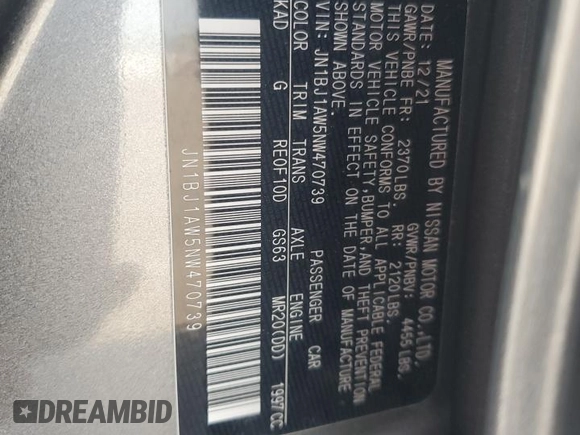 MANUFACTURED BY NISSAN MOTOR CO.,LTD.
DATE: 12/21 GVWR/PNBV: 4455 LBS.
GAWR/PNBE FR: 2370LBS. RR: 2120LBS.
THIS VEHICLE CONFORMS TO ALL APPLICABLE FEDERAL
MOTOR VEHICLE SAFETY,BUMPER,AND THEFT PREVENTION
STANDARDS IN EFFECT ON THE DATE OF MANUFACTURE
SHOWN ABOVE.
VIN: JN1BJ1AW5NW470739 PASSENGER CAR
COLOR TRIM TRANS AXLE ENGINE
KAD G RE0F10D GS63 MR20(DD) 1997CC
JN1BJ1AW5NW470739
DREAMBID